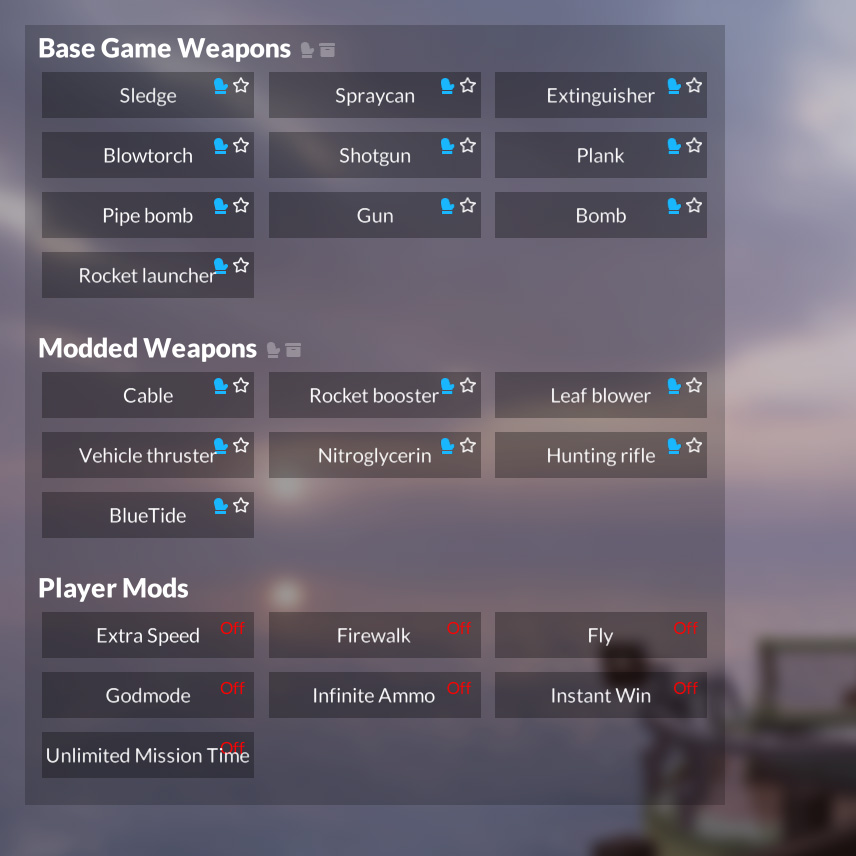 Base Game Weapons
Sledge
Spraycan
Extinguisher
Blowtorch
Shotgun
Plank
Pipe bomb
Gun
Bomb
Rocket launcher
Modded Weapons
Cable
Rocket booster
Leaf blower
Vehicle thruster
Nitroglycerin
Hunting rifle
BlueTide
Player Mods
Extra Speed Off
Firewalk Off
Fly Off
Godmode Off
Infinite Ammo Off
Instant Win Off
Unlimited Mission Time Off